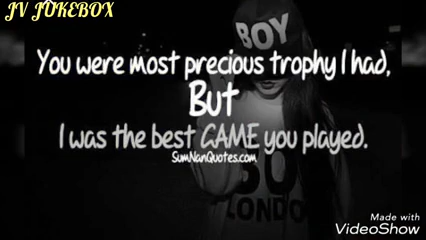 JV JUKEBOX
BOY
You were most precious trophy I had,
But
I was the best GAME you played.
SumNanQuotes.com
LONDON
Made with
VideoShow